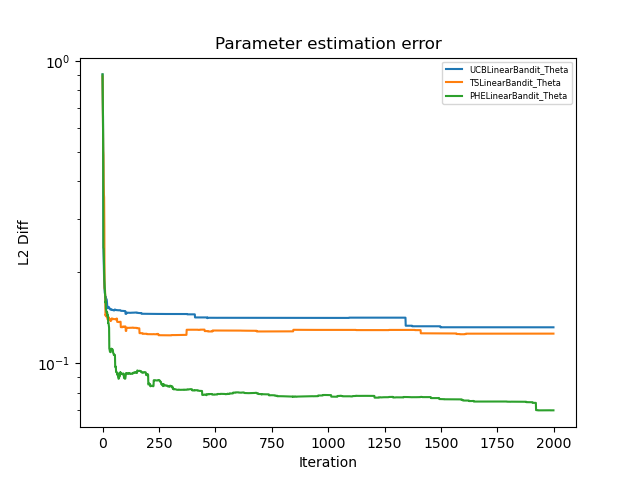 Parameter estimation error
UCBLinearBandit_Theta
TSLinearBandit_Theta
PHELinearBandit_Theta
L2 Diff
10⁰
10⁻¹
0 250 500 750 1000 1250 1500 1750 2000
Iteration